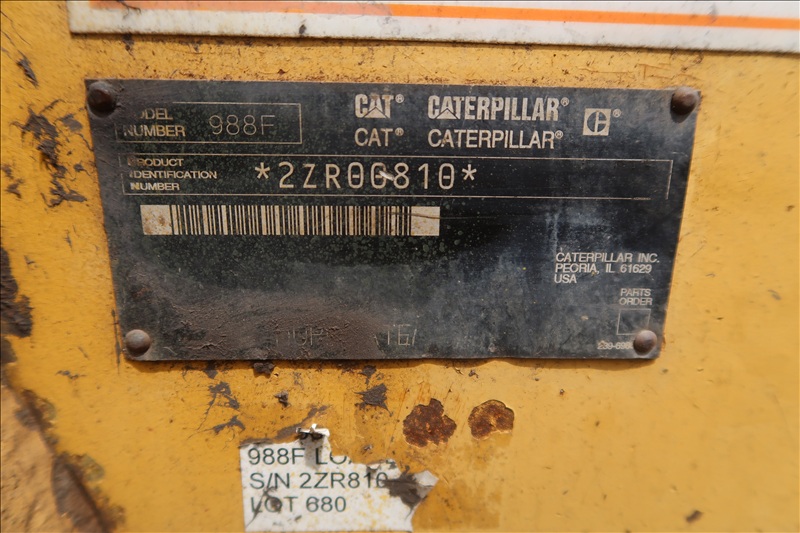 MODEL
NUMBER 988F
CAT® CATERPILLAR® C®
CAT® CATERPILLAR®
PRODUCT
IDENTIFICATION
NUMBER
*2ZR00810*
CATERPILLAR INC.
PEORIA, IL 61629
USA
PARTS
ORDER
988F
S/N 2ZR810
LOT 680